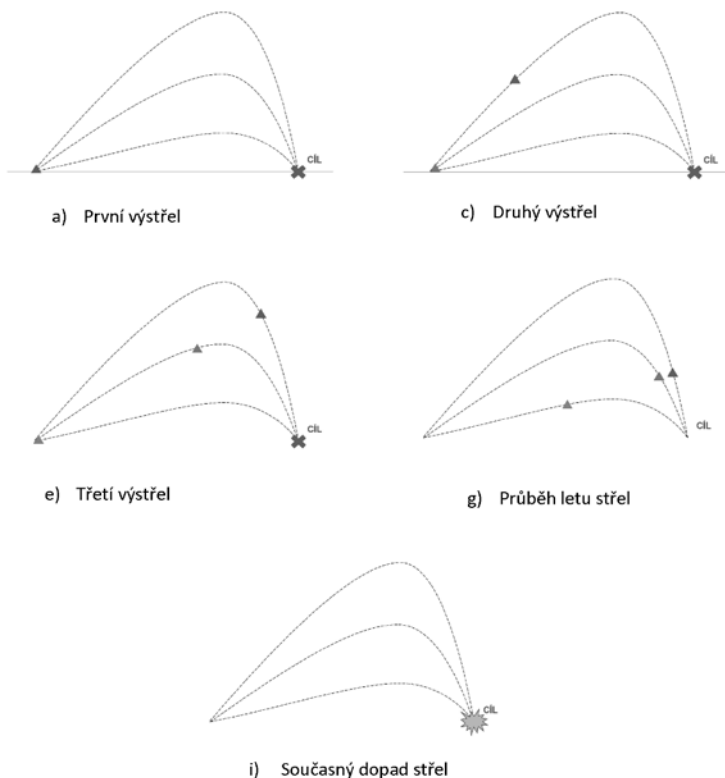 CÍL
CÍL
a) První výstřel
c) Druhý výstřel
CÍL
CÍL
e) Třetí výstřel
g) Průběh letu střel
CÍL
i) Současný dopad střel